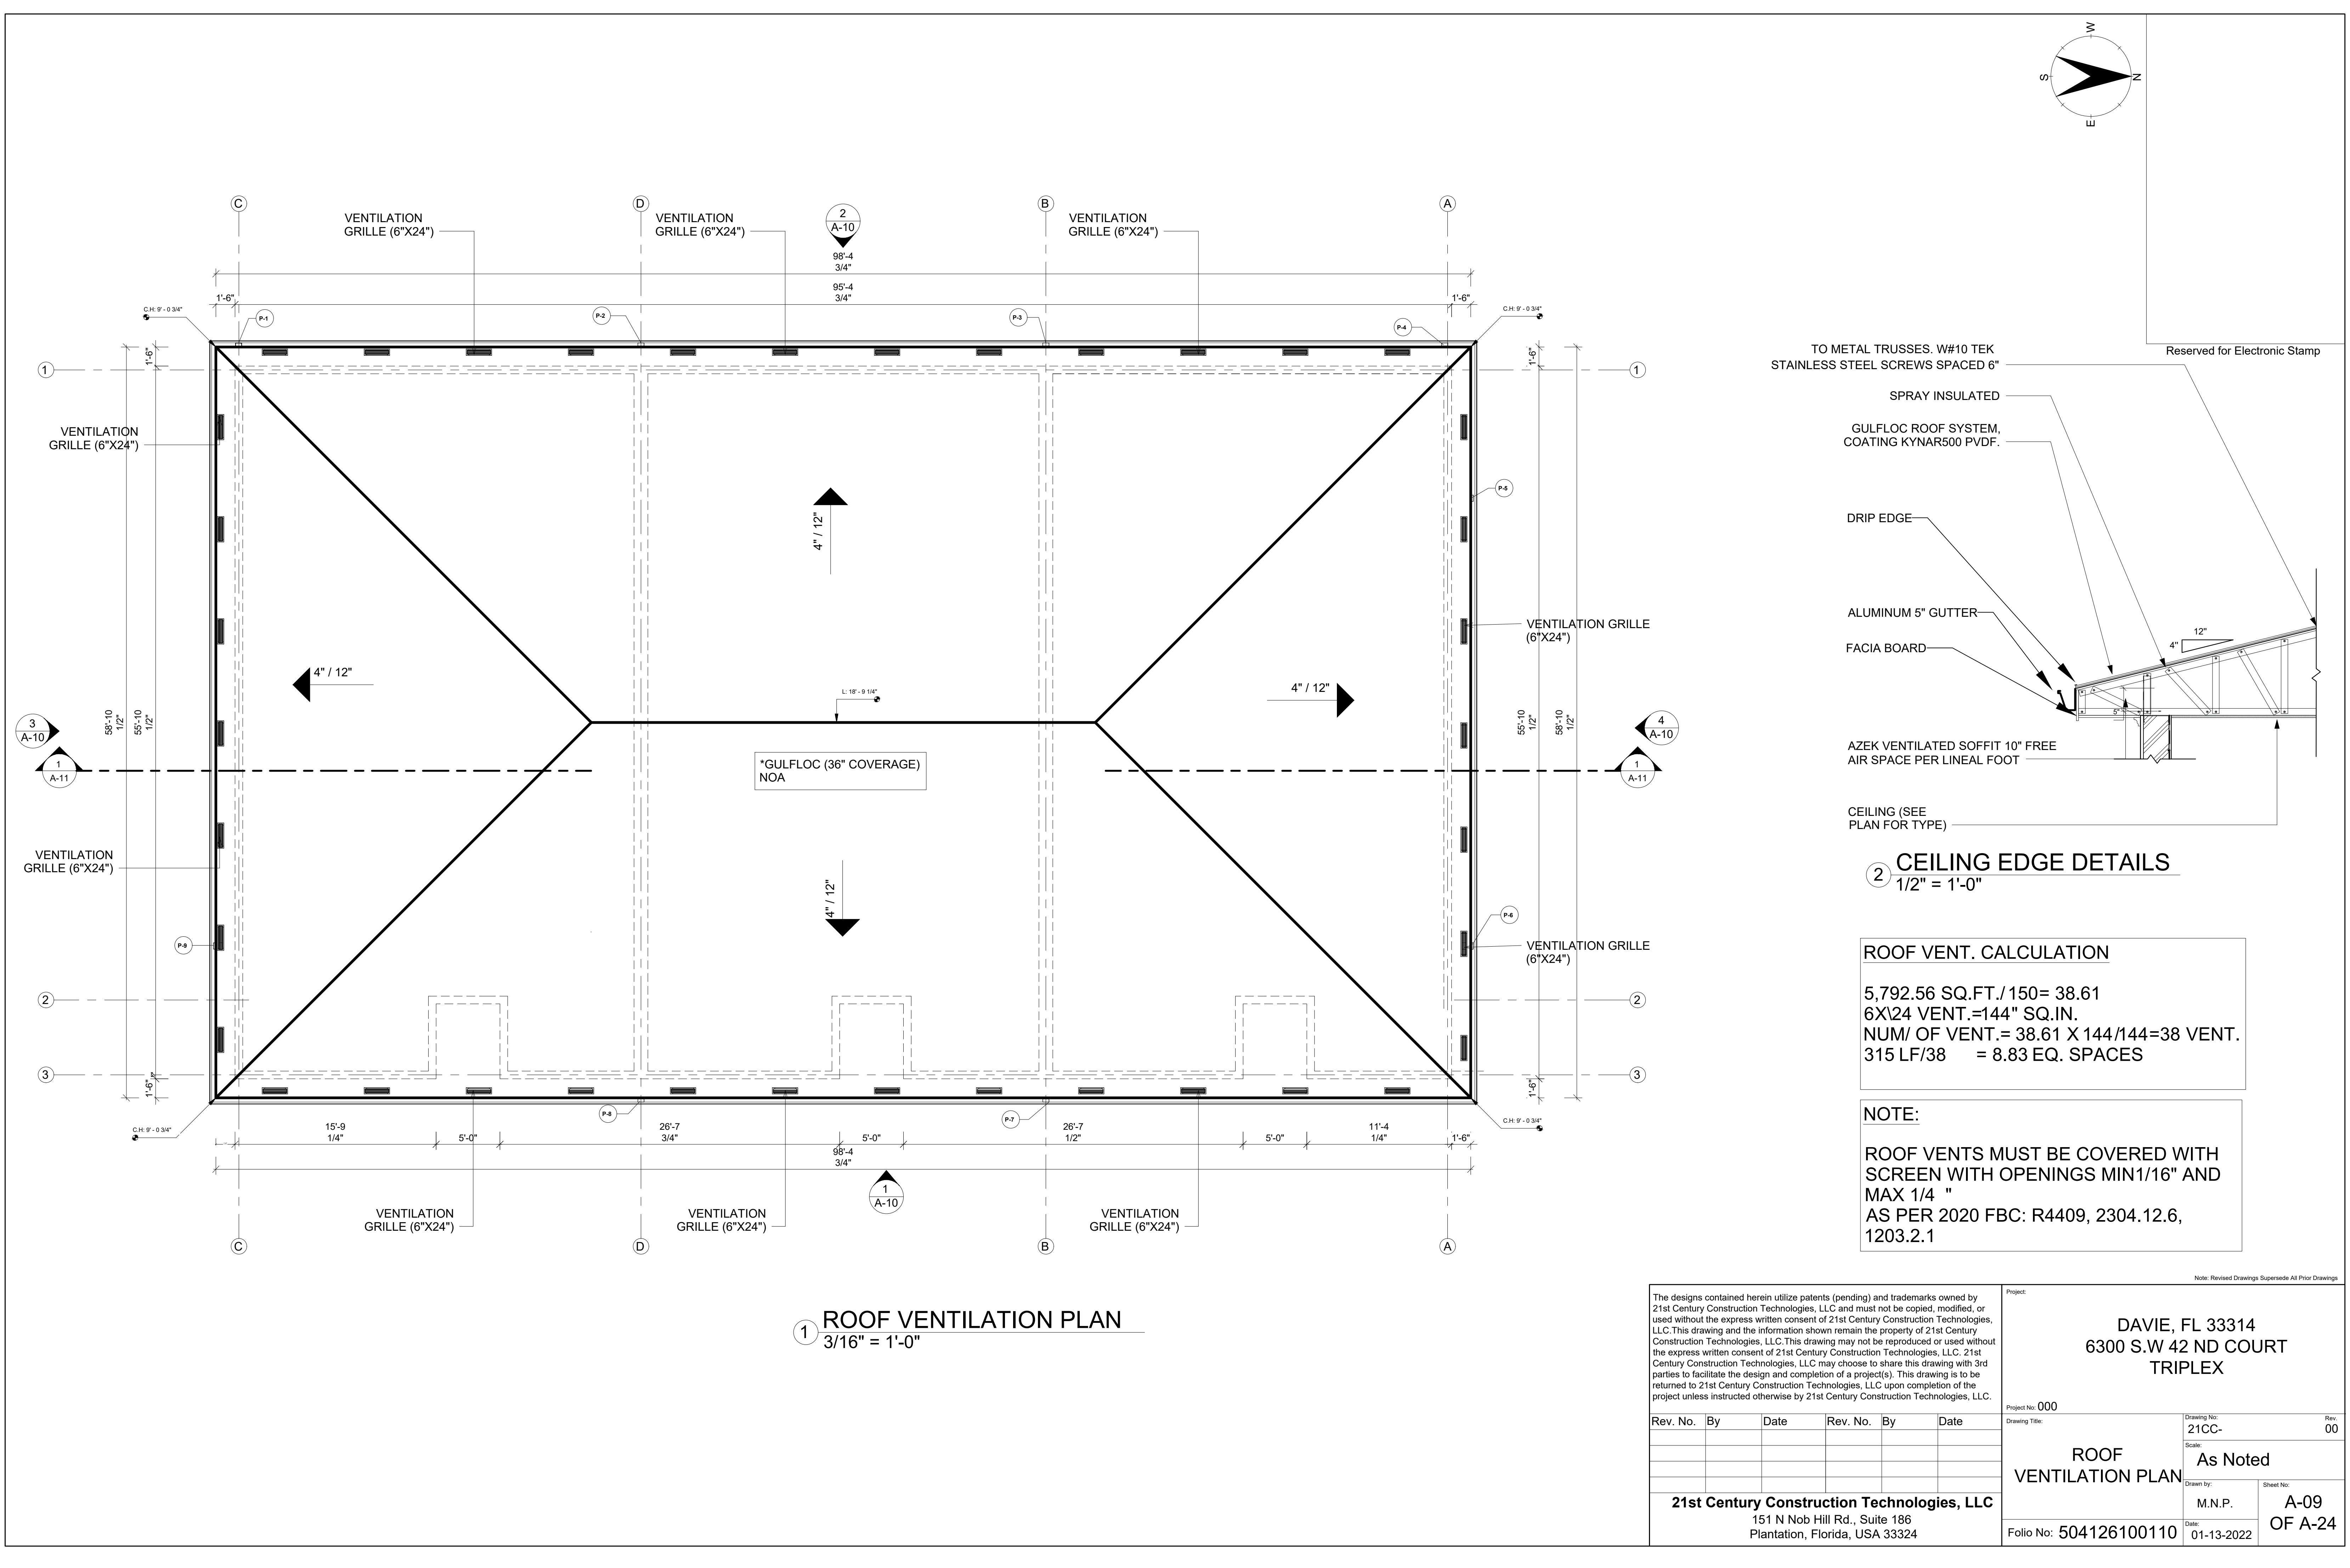 W
S
N
E
Reserved for Electronic Stamp
C
D
B
A
VENTILATION
GRILLE (6"X24")
VENTILATION
GRILLE (6"X24")
2
A-10
VENTILATION
GRILLE (6"X24")
98'-4
3/4"
95'-4
3/4"
1'-6"
1'-6"
C.H: 9' - 0 3/4"
C.H: 9' - 0 3/4"
P-1
P-2
P-3
P-4
1'-6"
1'-6"
1
1
VENTILATION
GRILLE (6"X24")
P-5
4" / 12"
4" / 12"
4" / 12"
4" / 12"
L: 18' - 9 1/4"
VENTILATION GRILLE
(6"X24")
58'-10
1/2"
55'-10
1/2"
55'-10
1/2"
58'-10
1/2"
3
A-10
1
A-11
4
A-10
1
A-11
*GULFLOC (36" COVERAGE)
NOA
VENTILATION
GRILLE (6"X24")
P-9
P-6
VENTILATION GRILLE
(6"X24")
2
2
3
3
1'-6"
1'-6"
C.H: 9' - 0 3/4"
C.H: 9' - 0 3/4"
P-8
P-7
15'-9
1/4"
5'-0"
26'-7
3/4"
5'-0"
26'-7
1/2"
5'-0"
11'-4
1/4"
1'-6"
98'-4
3/4"
1
A-10
VENTILATION
GRILLE (6"X24")
VENTILATION
GRILLE (6"X24")
VENTILATION
GRILLE (6"X24")
C
D
B
A
1
ROOF VENTILATION PLAN
3/16" = 1'-0"
TO METAL TRUSSES. W#10 TEK
STAINLESS STEEL SCREWS SPACED 6"
SPRAY INSULATED
GULFLOC ROOF SYSTEM,
COATING KYNAR500 PVDF.
DRIP EDGE
ALUMINUM 5" GUTTER
FACIA BOARD
12"
4"
5"
AZEK VENTILATED SOFFIT 10" FREE
AIR SPACE PER LINEAL FOOT
CEILING (SEE
PLAN FOR TYPE)
2
CEILING EDGE DETAILS
1/2" = 1'-0"
ROOF VENT. CALCULATION
5,792.56 SQ.FT./ 150= 38.61
6X\24 VENT.=144" SQ.IN.
NUM/ OF VENT.= 38.61 X 144/144=38 VENT.
315 LF/38 = 8.83 EQ. SPACES
NOTE:
ROOF VENTS MUST BE COVERED WITH
SCREEN WITH OPENINGS MIN1/16" AND
MAX 1/4 "
AS PER 2020 FBC: R4409, 2304.12.6,
1203.2.1
Note: Revised Drawings Supersede All Prior Drawings
The designs contained herein utilize patents (pending) and trademarks owned by
21st Century Construction Technologies, LLC and must not be copied, modified, or
used without the express written consent of 21st Century Construction Technologies,
LLC.This drawing and the information shown remain the property of 21st Century
Construction Technologies, LLC.This drawing may not be reproduced or used without
the express written consent of 21st Century Construction Technologies, LLC. 21st
Century Construction Technologies, LLC may choose to share this drawing with 3rd
parties to facilitate the design and completion of a project(s). This drawing is to be
returned to 21st Century Construction Technologies, LLC upon completion of the
project unless instructed otherwise by 21st Century Construction Technologies, LLC.
Rev. No. By Date Rev. No. By Date
21st Century Construction Technologies, LLC
151 N Nob Hill Rd., Suite 186
Plantation, Florida, USA 33324
Project:
DAVIE, FL 33314
6300 S.W 42 ND COURT
TRIPLEX
Project No: 000
Drawing Title:
ROOF
VENTILATION PLAN
Folio No: 504126100110
Drawing No:
21CC-
Rev.
00
Scale:
As Noted
Drawn by:
M.N.P.
Date:
01-13-2022
Sheet No:
A-09
OF A-24